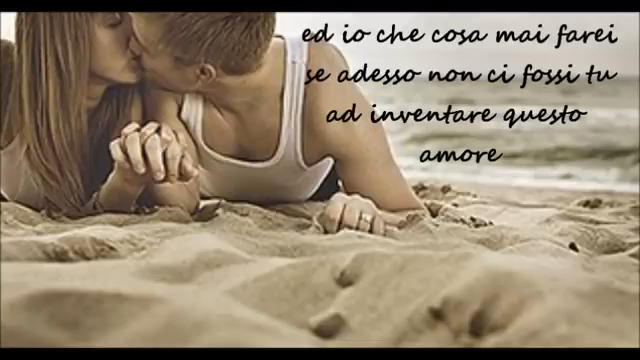 ed io che cosa mai farei
se adesso non ci fossi tu
ad inventare questo
amore